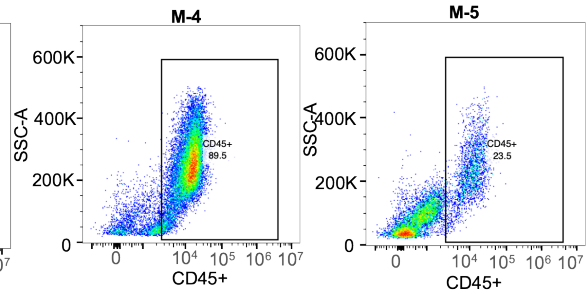 M-4
600K
400K
200K
0
SSC-A
CD45+
89.5
0 10⁴ 10⁵ 10⁶ 10⁷
CD45+
M-5
600K
400K
200K
0
SSC-A
CD45+
23.5
0 10⁴ 10⁵ 10⁶ 10⁷
CD45+